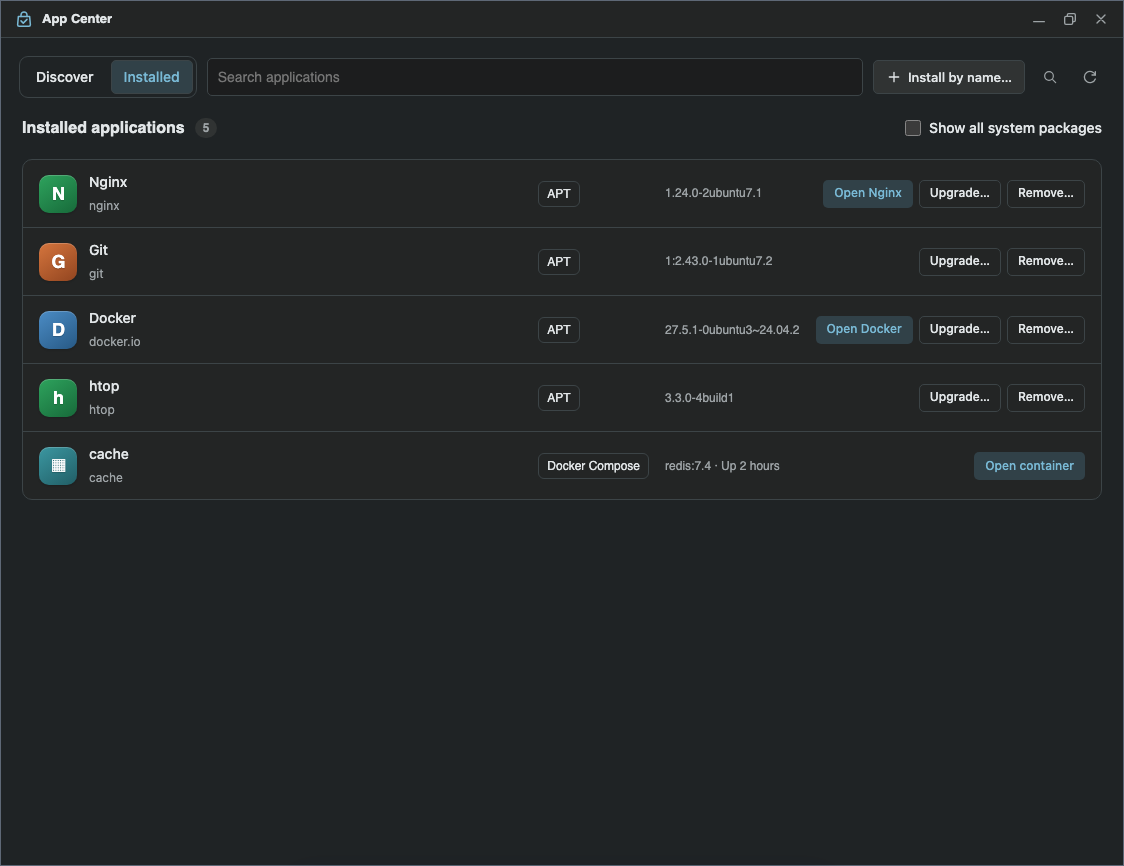 App Center
Discover Installed Search applications + Install by name...
Installed applications 5 Show all system packages
N Nginx
nginx
APT 1.24.0-2ubuntu7.1 Open Nginx Upgrade... Remove...
G Git
git
APT 1:2.43.0-1ubuntu7.2 Upgrade... Remove...
D Docker
docker.io
APT 27.5.1-0ubuntu3~24.04.2 Open Docker Upgrade... Remove...
h htop
htop
APT 3.3.0-4build1 Upgrade... Remove...
cache
cache
Docker Compose redis:7.4 · Up 2 hours Open container